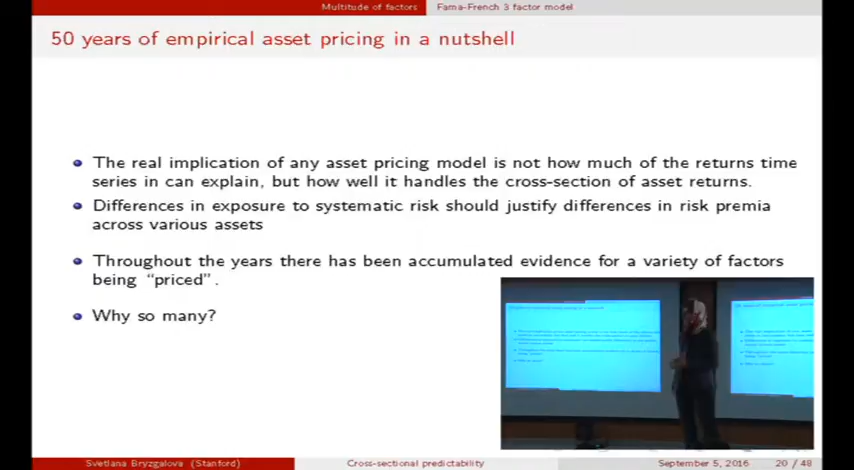 Multitude of factors Fama-French 3 factor model
50 years of empirical asset pricing in a nutshell
The real implication of any asset pricing model is not how much of the returns time
series in can explain, but how well it handles the cross-section of asset returns.
Differences in exposure to systematic risk should justify differences in risk premia
across various assets
Throughout the years there has been accumulated evidence for a variety of factors
being "priced".
Why so many?
Svetlana Bryzgalova (Stanford) Cross-sectional predictability September 5, 2016 20 / 48